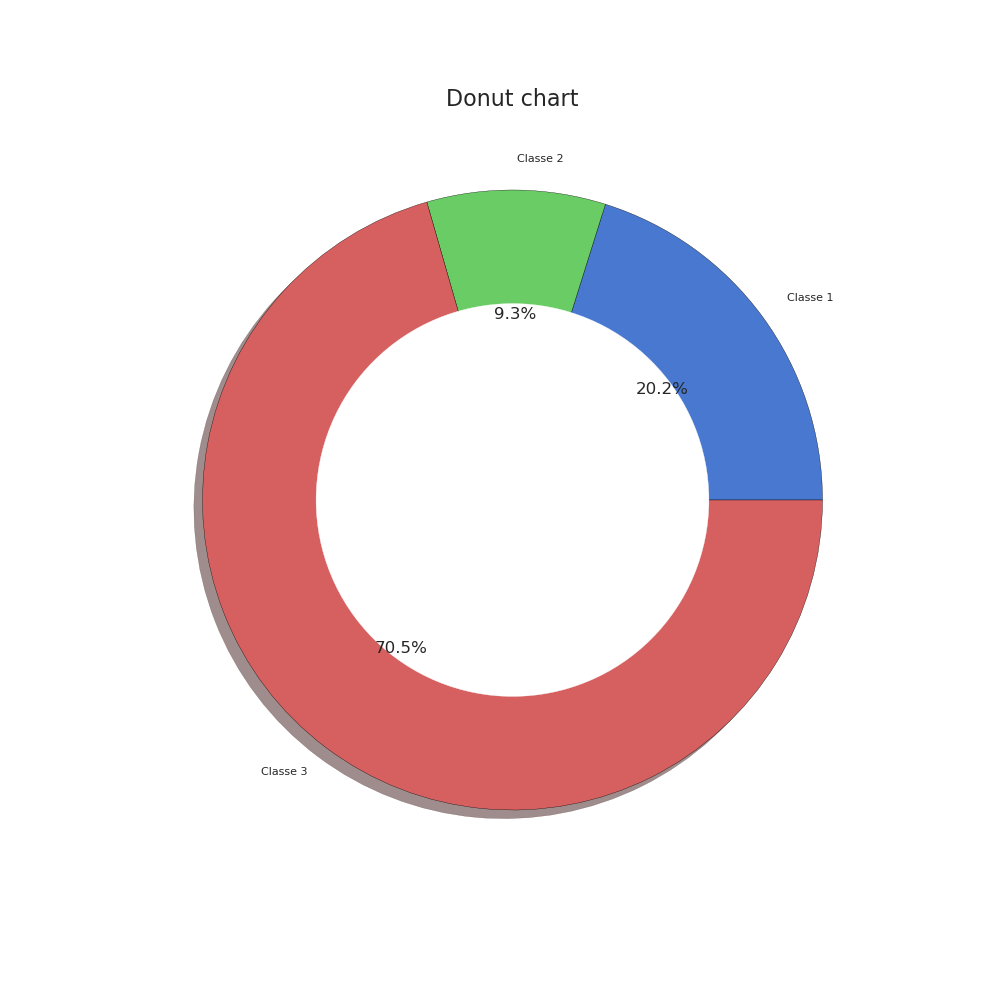 Donut chart
Classe 2
Classe 1
9.3%
20.2%
70.5%
Classe 3